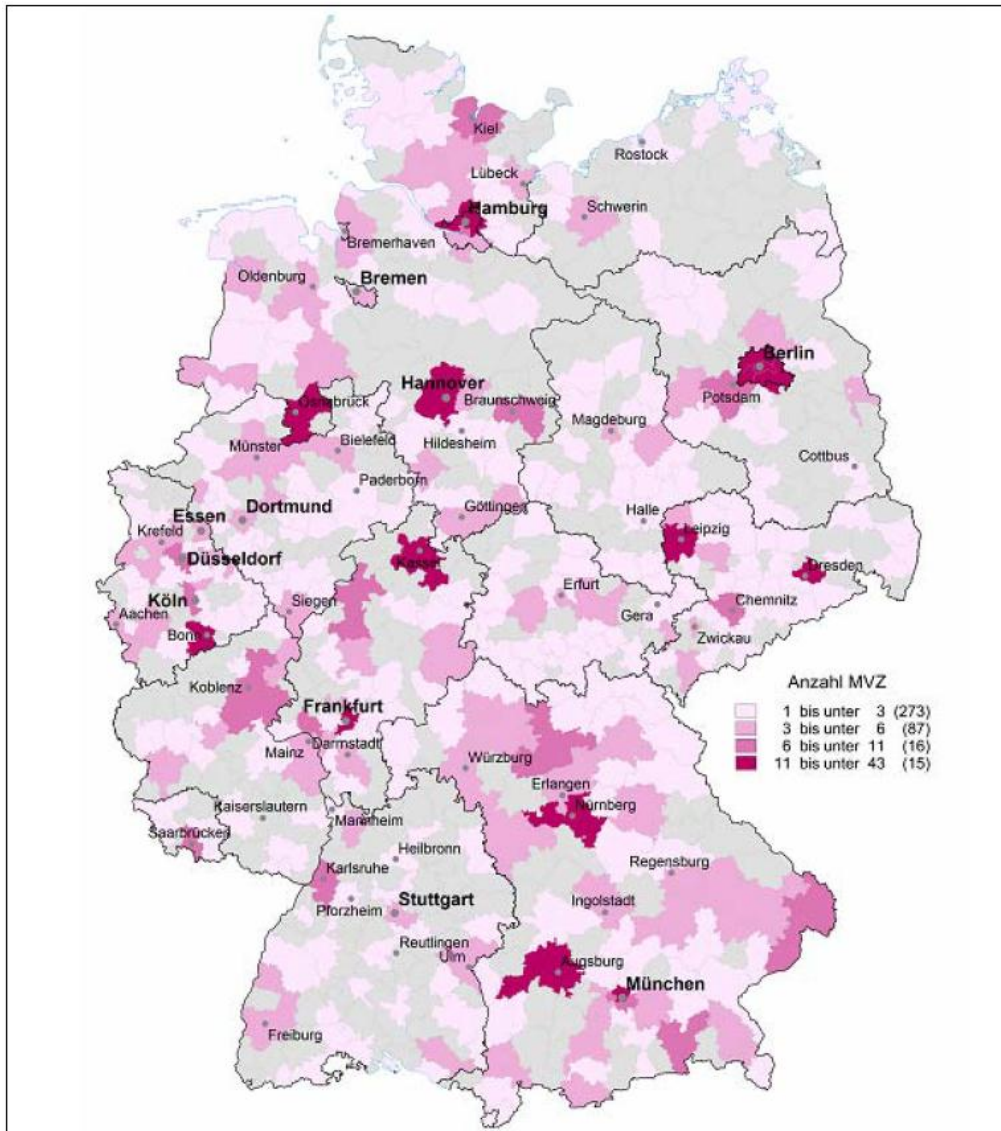 Kiel
Rostock
Lübeck
Hamburg
Schwerin
Bremerhaven
Oldenburg
Bremen
Berlin
Hannover
Braunschweig
Potsdam
Osnabrück
Magdeburg
Münster
Bielefeld
Hildesheim
Cottbus
Paderborn
Dortmund
Göttingen
Halle
Leipzig
Essen
Krefeld
Düsseldorf
Kassel
Dresden
Erfurt
Köln
Siegen
Gera
Chemnitz
Aachen
Zwickau
Bonn
Koblenz
Anzahl MVZ
1 bis unter 3 (273)
3 bis unter 6 (87)
6 bis unter 11 (16)
11 bis unter 43 (15)
Frankfurt
Mainz
Darmstadt
Würzburg
Erlangen
Nürnberg
Kaiserslautern
Mannheim
Saarbrücken
Heilbronn
Regensburg
Karlsruhe
Ingolstadt
Pforzheim
Stuttgart
Reutlingen
Ulm
Augsburg
München
Freiburg